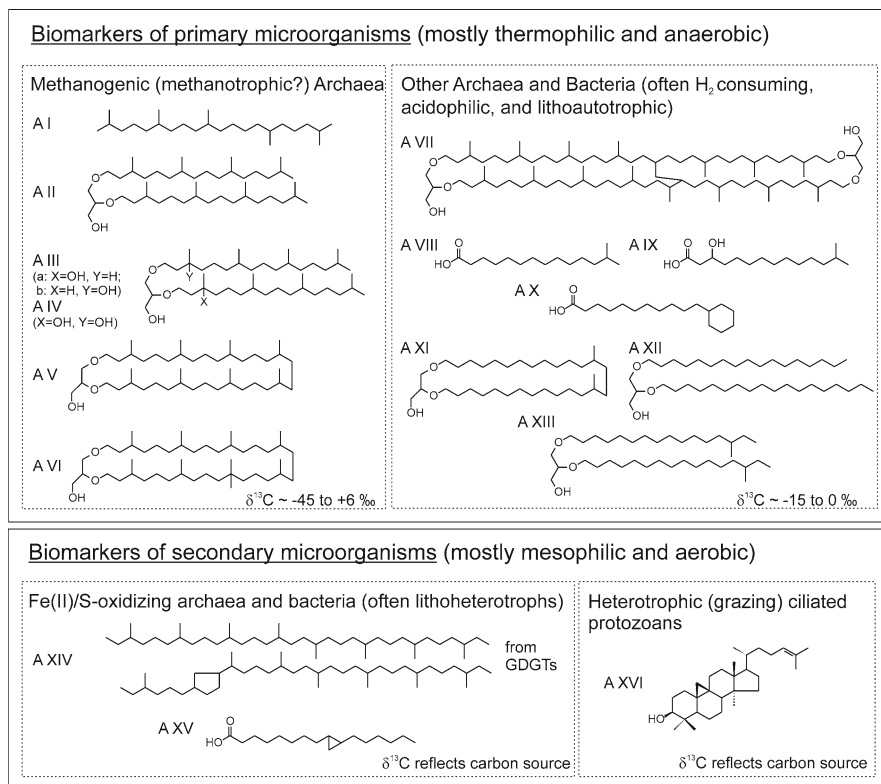 Biomarkers of primary microorganisms (mostly thermophilic and anaerobic)
Methanogenic (methanotrophic?) Archaea
A I
A II
O
O
OH
A III
(a: X=OH, Y=H;
b: X=H, Y=OH)
A IV
(X=OH, Y=OH)
O
Y
O
X
OH
A V
O
O
OH
A VI
O
O
OH
δ13C ~ -45 to +6 ‰
Other Archaea and Bacteria (often H2 consuming,
acidophilic, and lithoautotrophic)
A VII
HO
O
O
O
O
OH
A VIII
O
HO
A IX
O OH
HO
A X
O
HO
A XI
O
O
HO
A XII
O
O
OH
A XIII
O
O
OH
δ13C ~ -15 to 0 ‰
Biomarkers of secondary microorganisms (mostly mesophilic and aerobic)
Fe(II)/S-oxidizing archaea and bacteria (often lithoheterotrophs)
A XIV
from
GDGTs
A XV
O
HO
δ13C reflects carbon source
Heterotrophic (grazing) ciliated
protozoans
A XVI
HO
δ13C reflects carbon source